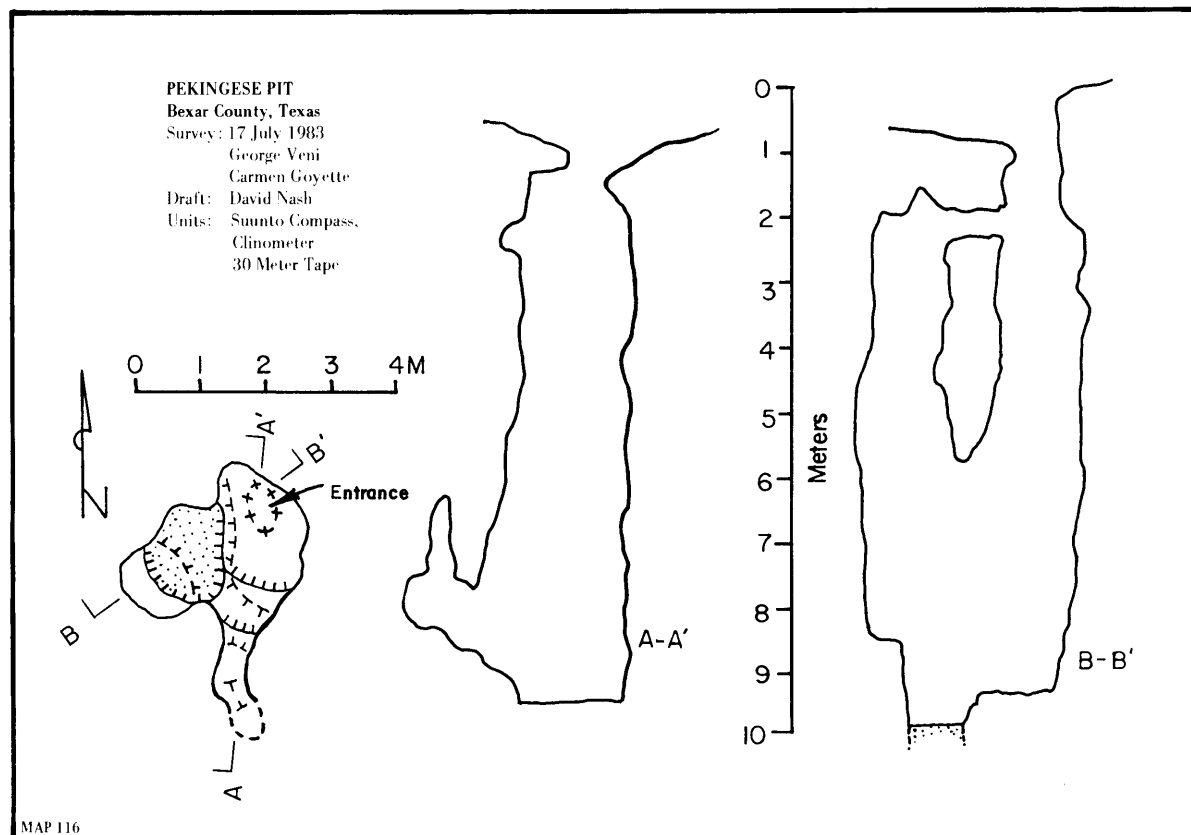 PEKINGESE PIT
Bexar County, Texas
Survey: 17 July 1983
George Veni
Carmen Goyette
Draft: David Nash
Units: Suunto Compass,
Clinometer
30 Meter Tape
0 1 2 3 4M
N
A'
B'
Entrance
B
A
A-A'
0
1
2
3
4
5
6
7
8
9
10
Meters
B-B'
MAP 116